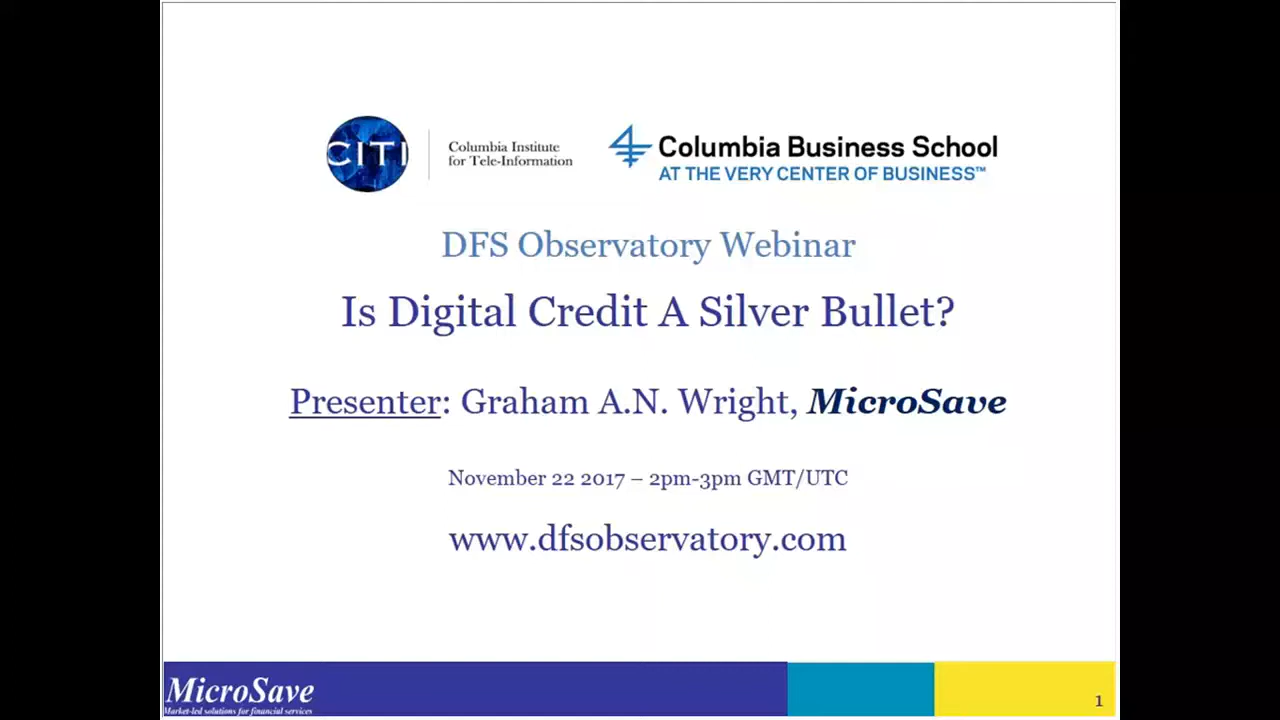 CITI
Columbia Institute
for Tele-Information
Columbia Business School
AT THE VERY CENTER OF BUSINESS™
DFS Observatory Webinar
Is Digital Credit A Silver Bullet?
Presenter: Graham A.N. Wright, MicroSave
November 22 2017 – 2pm-3pm GMT/UTC
www.dfsobservatory.com
MicroSave
Market-led solutions for financial services
1